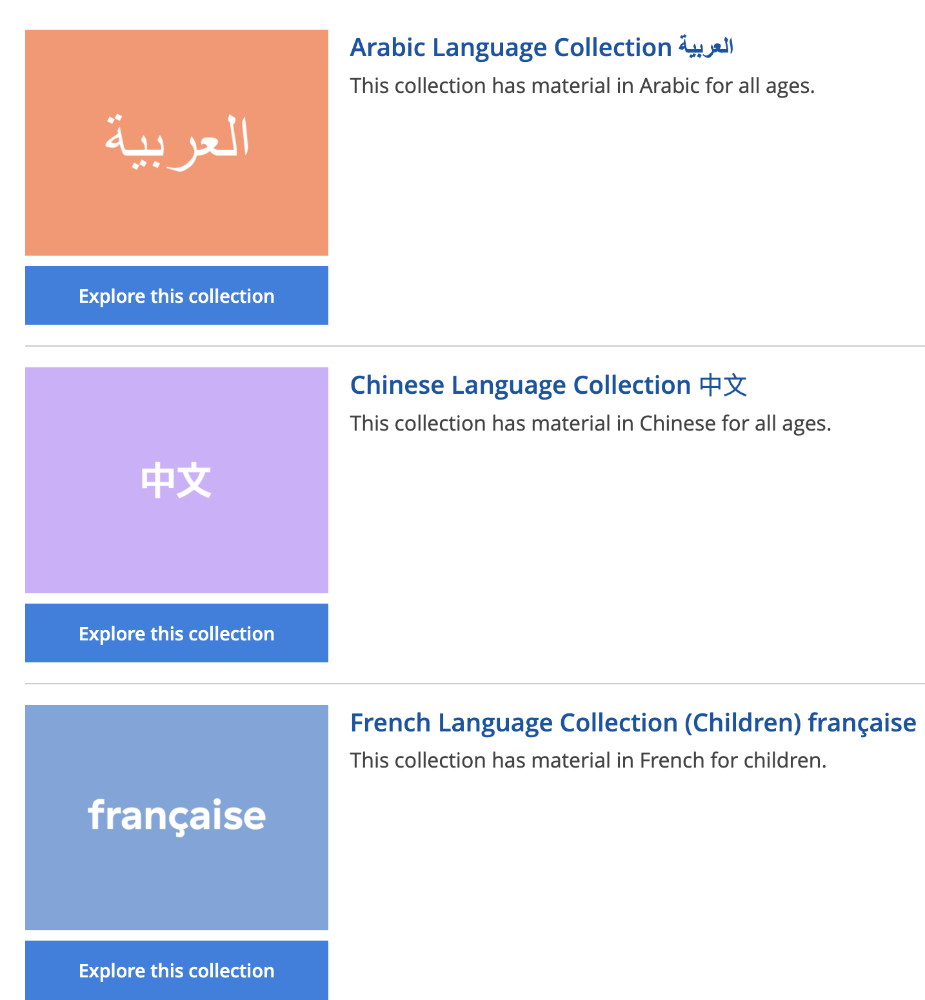 Arabic Language Collection العربية
This collection has material in Arabic for all ages.
العربية
Explore this collection
Chinese Language Collection 中文
This collection has material in Chinese for all ages.
中文
Explore this collection
French Language Collection (Children) française
This collection has material in French for children.
française
Explore this collection